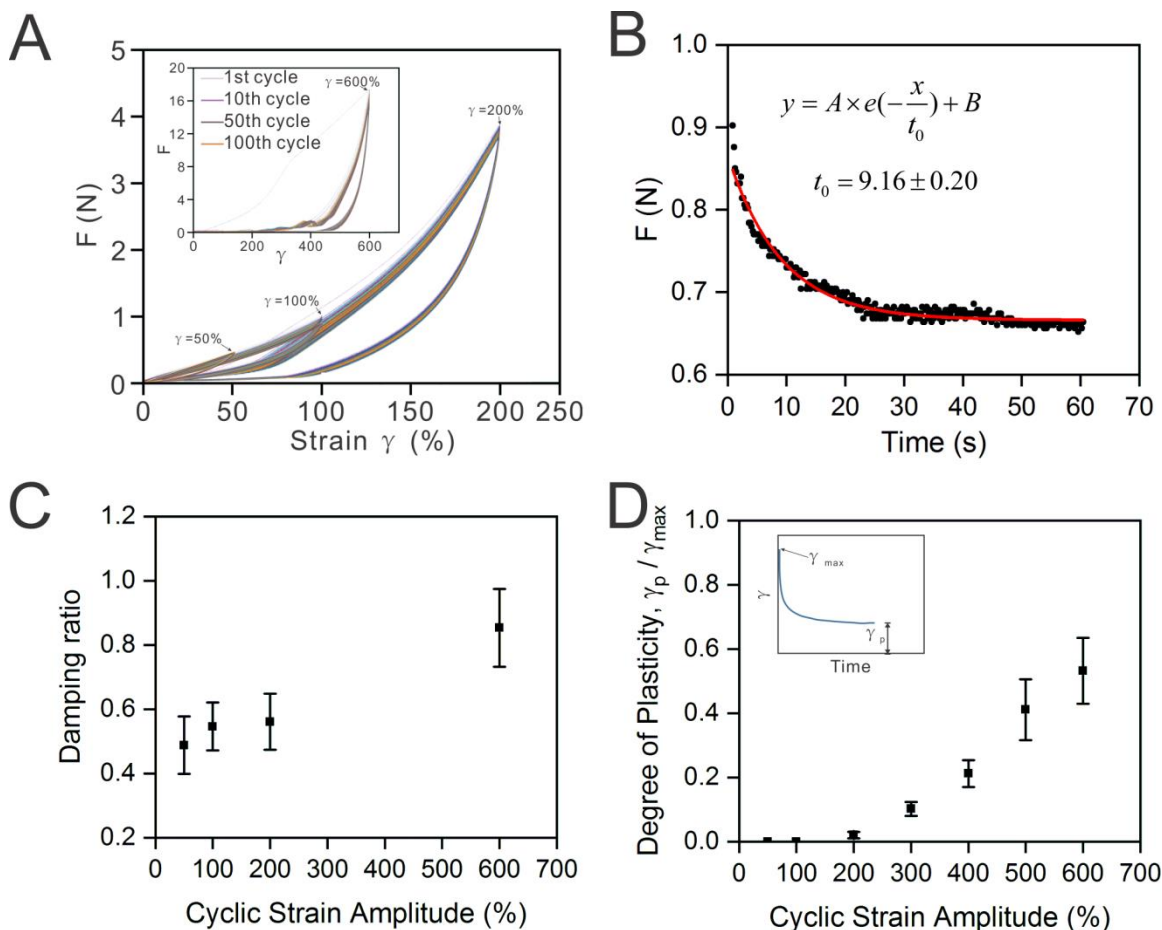 A
5
4
3
2
1
0
F (N)
0
50
100
150
200
250
Strain γ (%)
γ=50%
γ=100%
γ=200%
20
16
12
8
4
0
F
0
200
400
600
γ
1st cycle
10th cycle
50th cycle
100th cycle
γ=600%
B
1.0
0.9
0.8
0.7
0.6
F (N)
0 10 20 30 40 50 60 70
Time (s)
y = A × e(-x/t₀) + B
t₀ = 9.16 ± 0.20
C
1.2
1.0
0.8
0.6
0.4
0.2
Damping ratio
0 100 200 300 400 500 600 700
Cyclic Strain Amplitude (%)
D
1.0
0.8
0.6
0.4
0.2
0.0
Degree of Plasticity, γp / γmax
0 100 200 300 400 500 600 700
Cyclic Strain Amplitude (%)
γ max
γ
γ p
Time